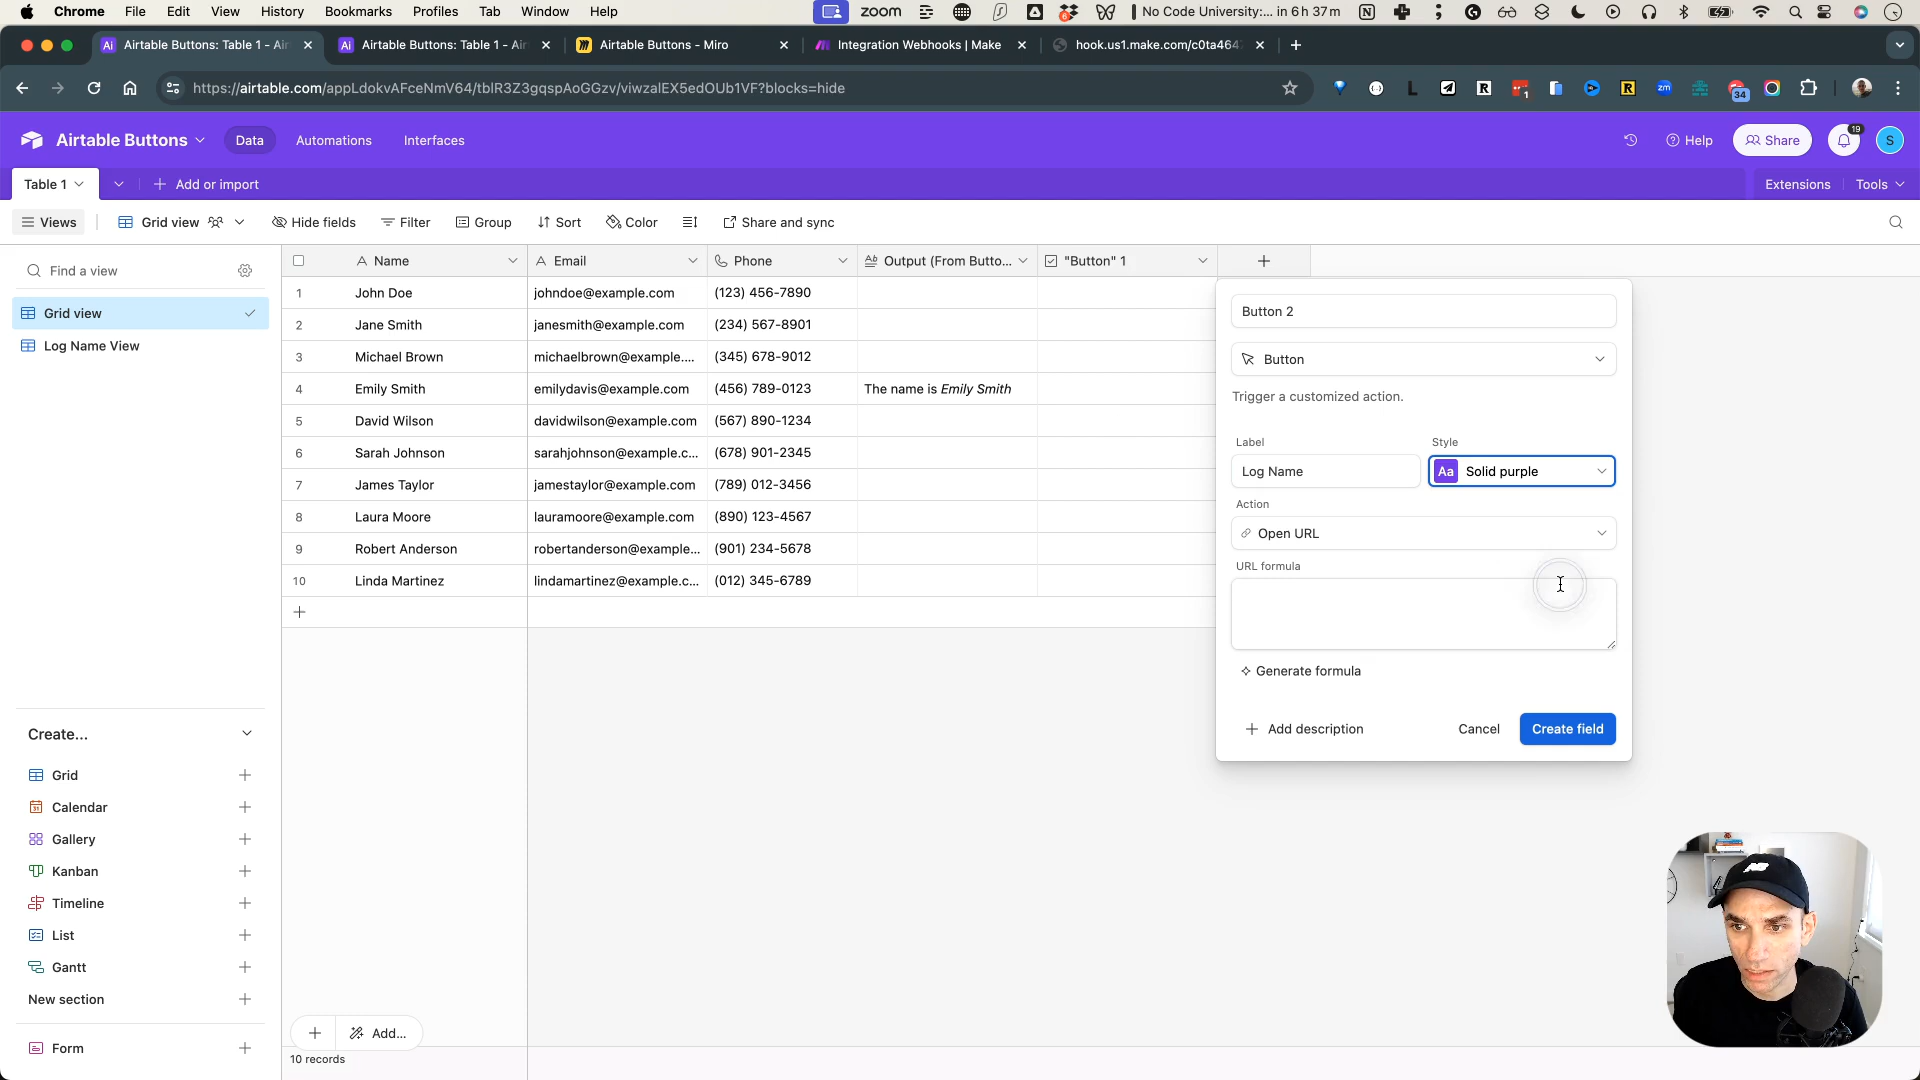 Chrome File Edit View History Bookmarks Profiles Tab Window Help zoom No Code University:... in 6 h 37 m
Airtable Buttons: Table 1 - Air Airtable Buttons: Table 1 - Air Airtable Buttons - Miro Integration Webhooks | Make hook.us1.make.com/c0ta464
https://airtable.com/appLdokvAFceNmV64/tblR3Z3gqspAoGGzv/viwzalEX5edOUb1VF?blocks=hide 1 34
Airtable Buttons Data Automations Interfaces Help Share 19 S
Table 1 Add or import Extensions Tools
Views Grid view Hide fields Filter Group Sort Color Share and sync
Find a view
Grid view
Log Name View
Create...
Grid
Calendar
Gallery
Kanban
Timeline
List
Gantt
New section
Form
Name Email Phone Output (From Butto... "Button" 1
1 John Doe johndoe@example.com (123) 456-7890
2 Jane Smith janesmith@example.com (234) 567-8901
3 Michael Brown michaelbrown@example.... (345) 678-9012
4 Emily Smith emilydavis@example.com (456) 789-0123 The name is Emily Smith
5 David Wilson davidwilson@example.com (567) 890-1234
6 Sarah Johnson sarahjohnson@example.c... (678) 901-2345
7 James Taylor jamestaylor@example.com (789) 012-3456
8 Laura Moore lauramoore@example.com (890) 123-4567
9 Robert Anderson robertanderson@example... (901) 234-5678
10 Linda Martinez lindamartinez@example.c... (012) 345-6789
Add...
10 records
Button 2
Button
Trigger a customized action.
Label Style
Log Name Aa Solid purple
Action
Open URL
URL formula
Generate formula
Add description Cancel Create field